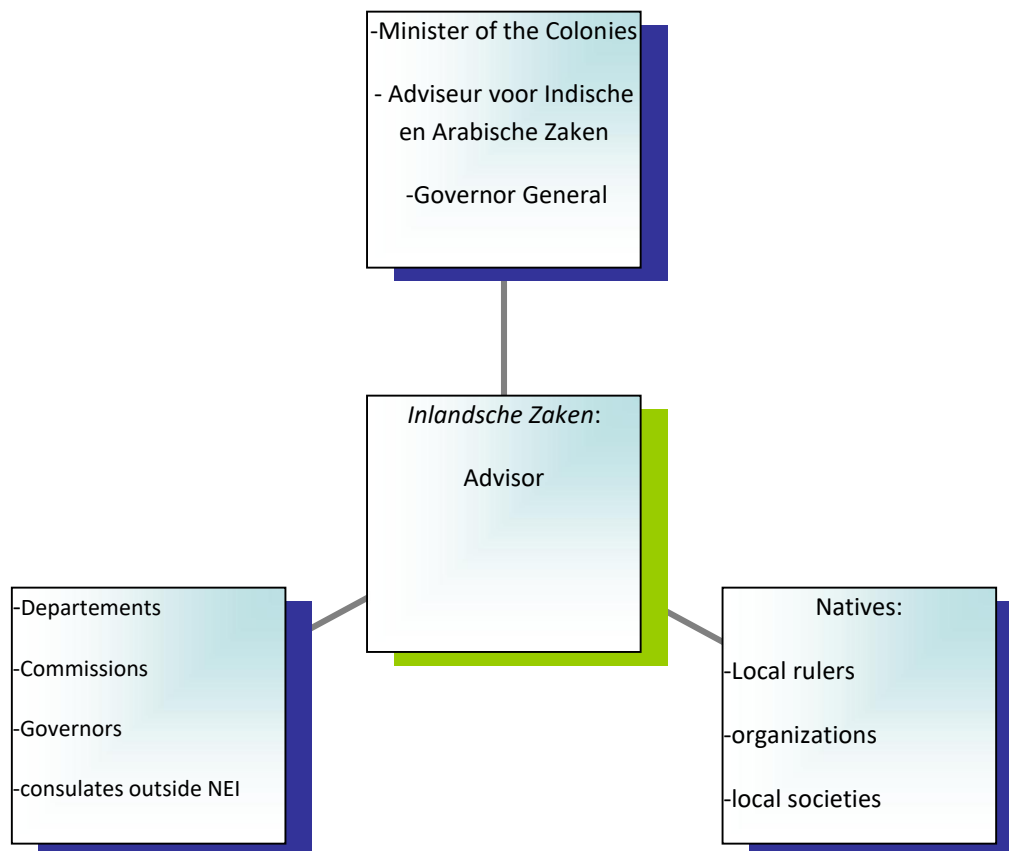 -Minister of the Colonies
- Adviseur voor Indische
en Arabische Zaken
-Governor General
Inlandsche Zaken:
Advisor
-Departements
-Commissions
-Governors
-consulates outside NEI
Natives:
-Local rulers
-organizations
-local societies